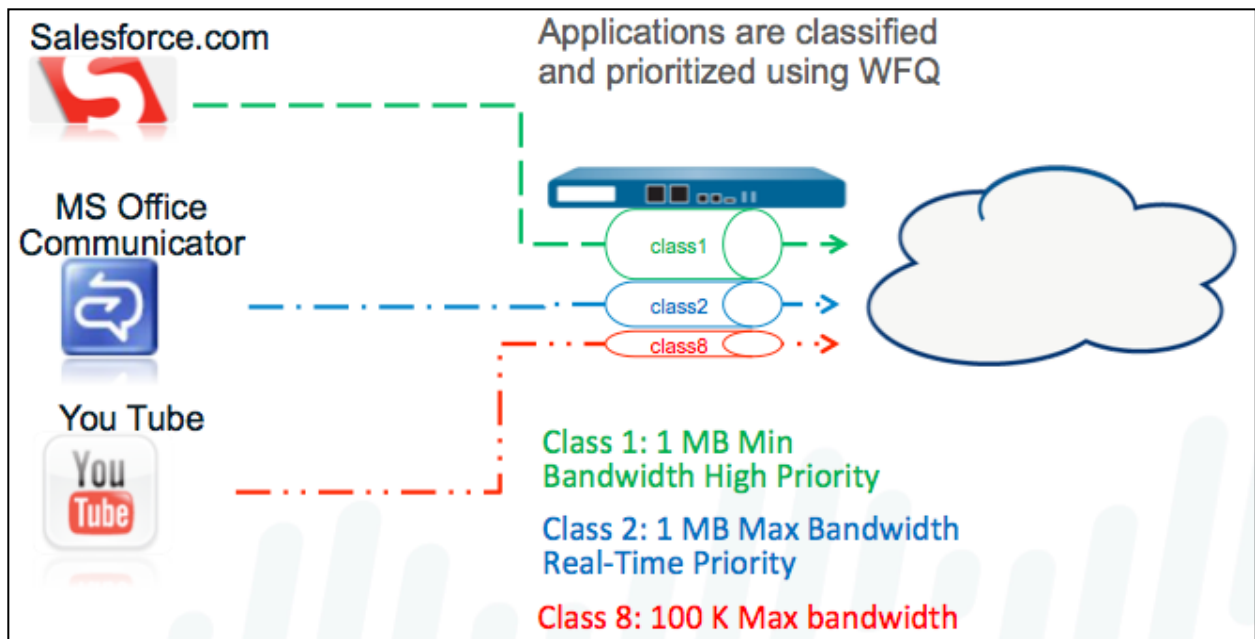 Salesforce.com
Applications are classified
and prioritized using WFQ
S
MS Office
Communicator
class1
class2
class8
You Tube
You
Tube
Class 1: 1 MB Min
Bandwidth High Priority
Class 2: 1 MB Max Bandwidth
Real-Time Priority
Class 8: 100 K Max bandwidth